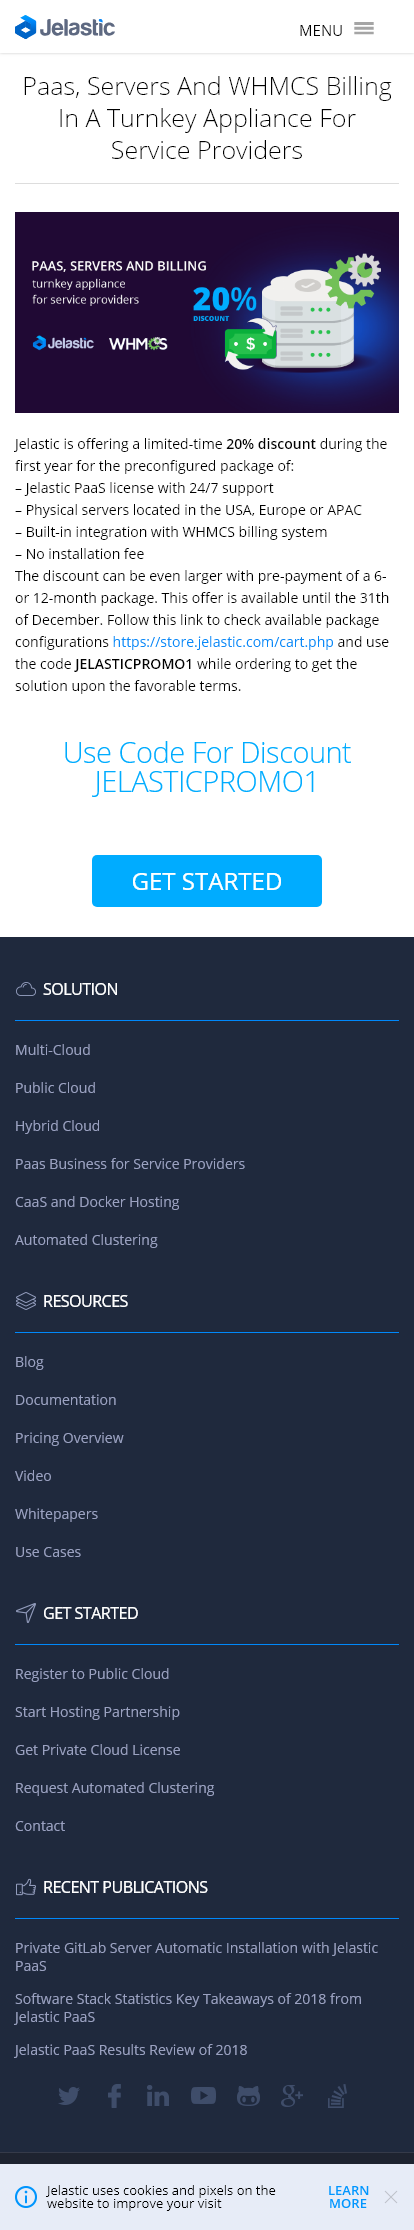 Jelastic
MENU
Paas, Servers And WHMCS Billing
In A Turnkey Appliance For
Service Providers
PAAS, SERVERS AND BILLING
turnkey appliance
for service providers
20%
DISCOUNT
Jelastic WHMCS
$
Jelastic is offering a limited-time 20% discount during the
first year for the preconfigured package of:
– Jelastic PaaS license with 24/7 support
– Physical servers located in the USA, Europe or APAC
– Built-in integration with WHMCS billing system
– No installation fee
The discount can be even larger with pre-payment of a 6-
or 12-month package. This offer is available until the 31th
of December. Follow this link to check available package
configurations https://store.jelastic.com/cart.php and use
the code JELASTICPROMO1 while ordering to get the
solution upon the favorable terms.
Use Code For Discount
JELASTICPROMO1
GET STARTED
SOLUTION
Multi-Cloud
Public Cloud
Hybrid Cloud
Paas Business for Service Providers
CaaS and Docker Hosting
Automated Clustering
RESOURCES
Blog
Documentation
Pricing Overview
Video
Whitepapers
Use Cases
GET STARTED
Register to Public Cloud
Start Hosting Partnership
Get Private Cloud License
Request Automated Clustering
Contact
RECENT PUBLICATIONS
Private GitLab Server Automatic Installation with Jelastic
PaaS
Software Stack Statistics Key Takeaways of 2018 from
Jelastic PaaS
Jelastic PaaS Results Review of 2018
Jelastic uses cookies and pixels on the
website to improve your visit
LEARN
MORE